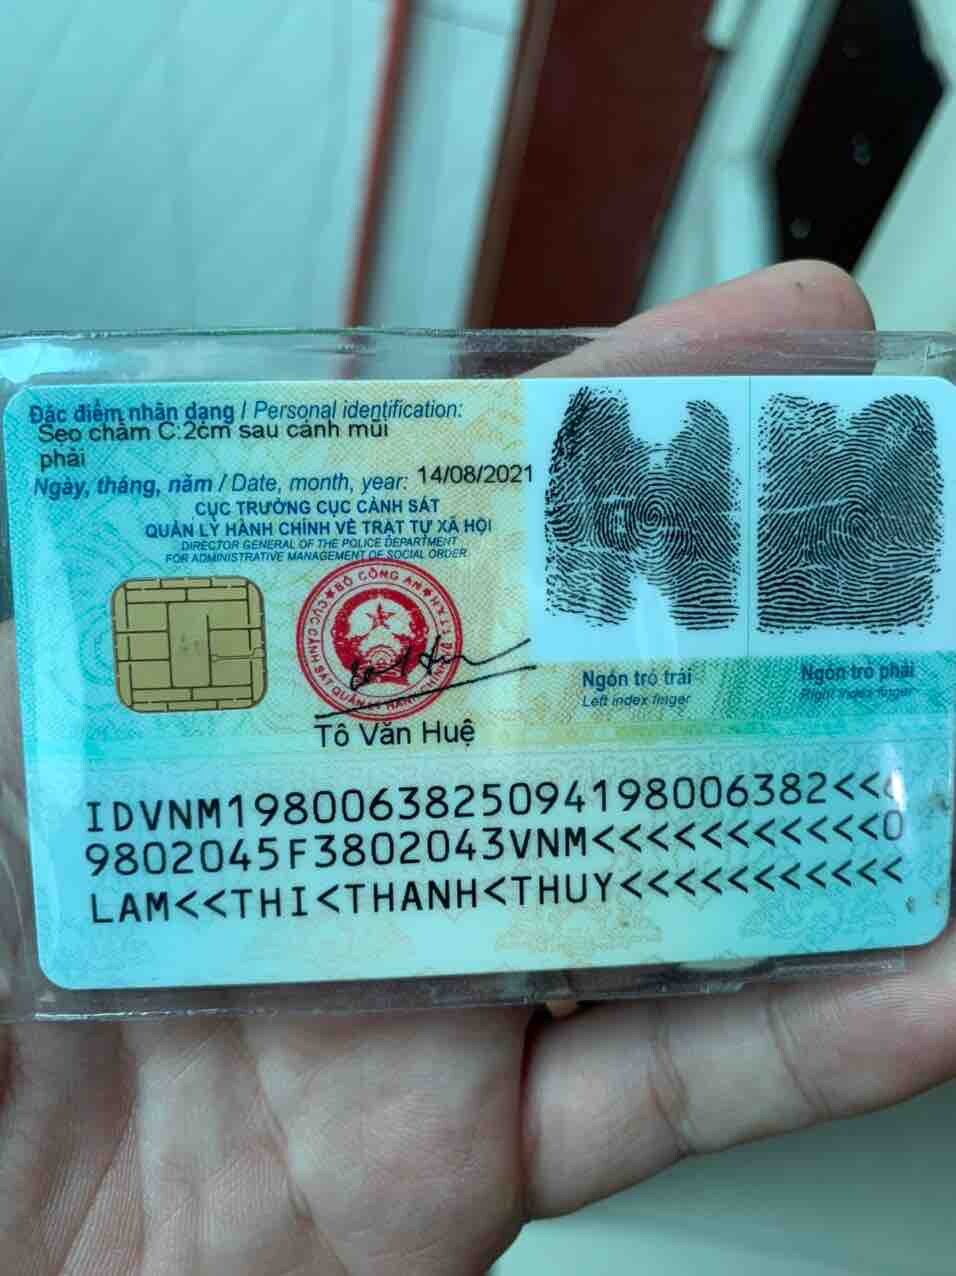 Đặc điểm nhân dạng / Personal identification:
Sẹo chấm C:2cm sau cánh mũi
phải
Ngày, tháng, năm / Date, month, year: 14/08/2021
CỤC TRƯỞNG CỤC CẢNH SÁT
QUẢN LÝ HÀNH CHÍNH VỀ TRẬT TỰ XÃ HỘI
DIRECTOR GENERAL OF THE POLICE DEPARTMENT
FOR ADMINISTRATIVE MANAGEMENT OF SOCIAL ORDER
BỘ CÔNG AN
Tô Văn Huệ
Ngón trỏ trái
Left index finger
Ngón trỏ phải
Right index finger
IDVNM1980063825094198006382<<
9802045F3802043VNM<<<<<<<<<<<0
LAM<<THI<THANH<THUY<<<<<<<<<<<